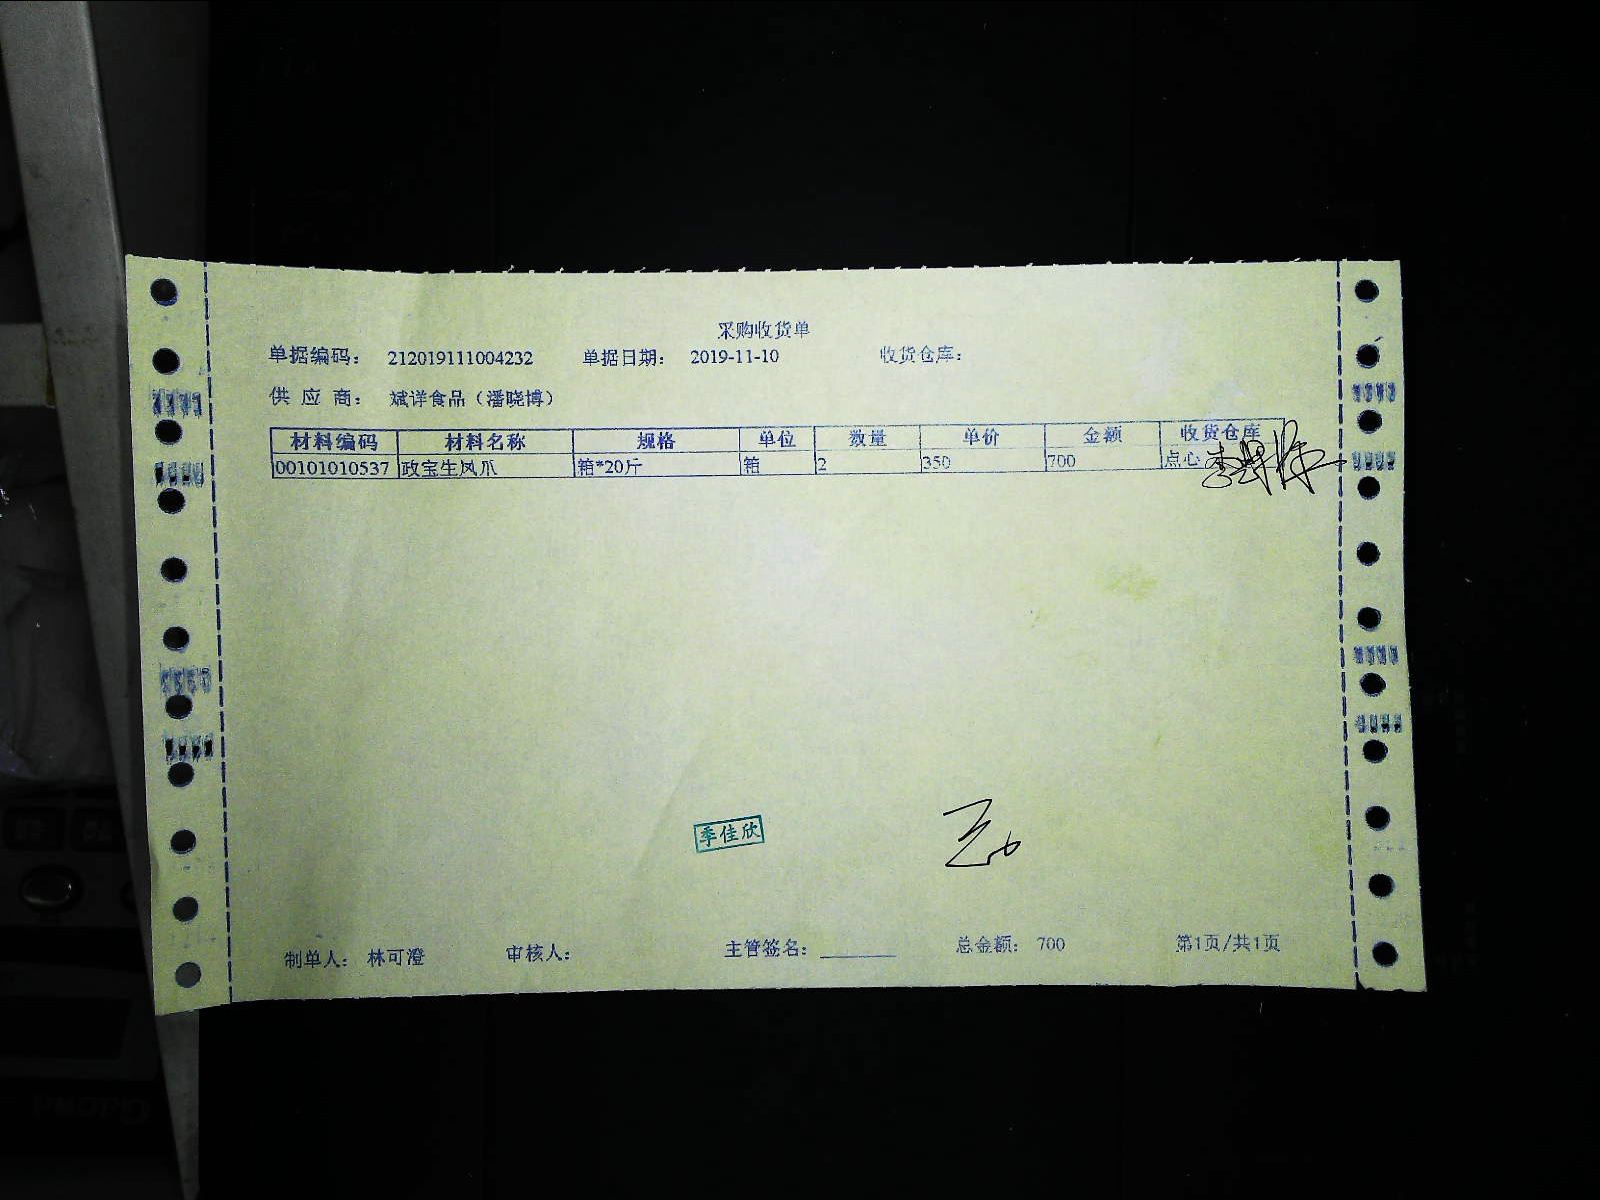 采购收货单
单据编码： 212019111004232 单据日期： 2019-11-10 收货仓库：
供 应 商： 斌洋食品（潘晓博）
材料编码 材料名称 规格 单位 数量 单价 金额 收货仓库
00101010537 政宝生凤爪 箱*20斤 箱 2 350 700 点心
季佳欣
制单人： 林可澄 审核人： 主管签名： 总金额： 700 第1页/共1页